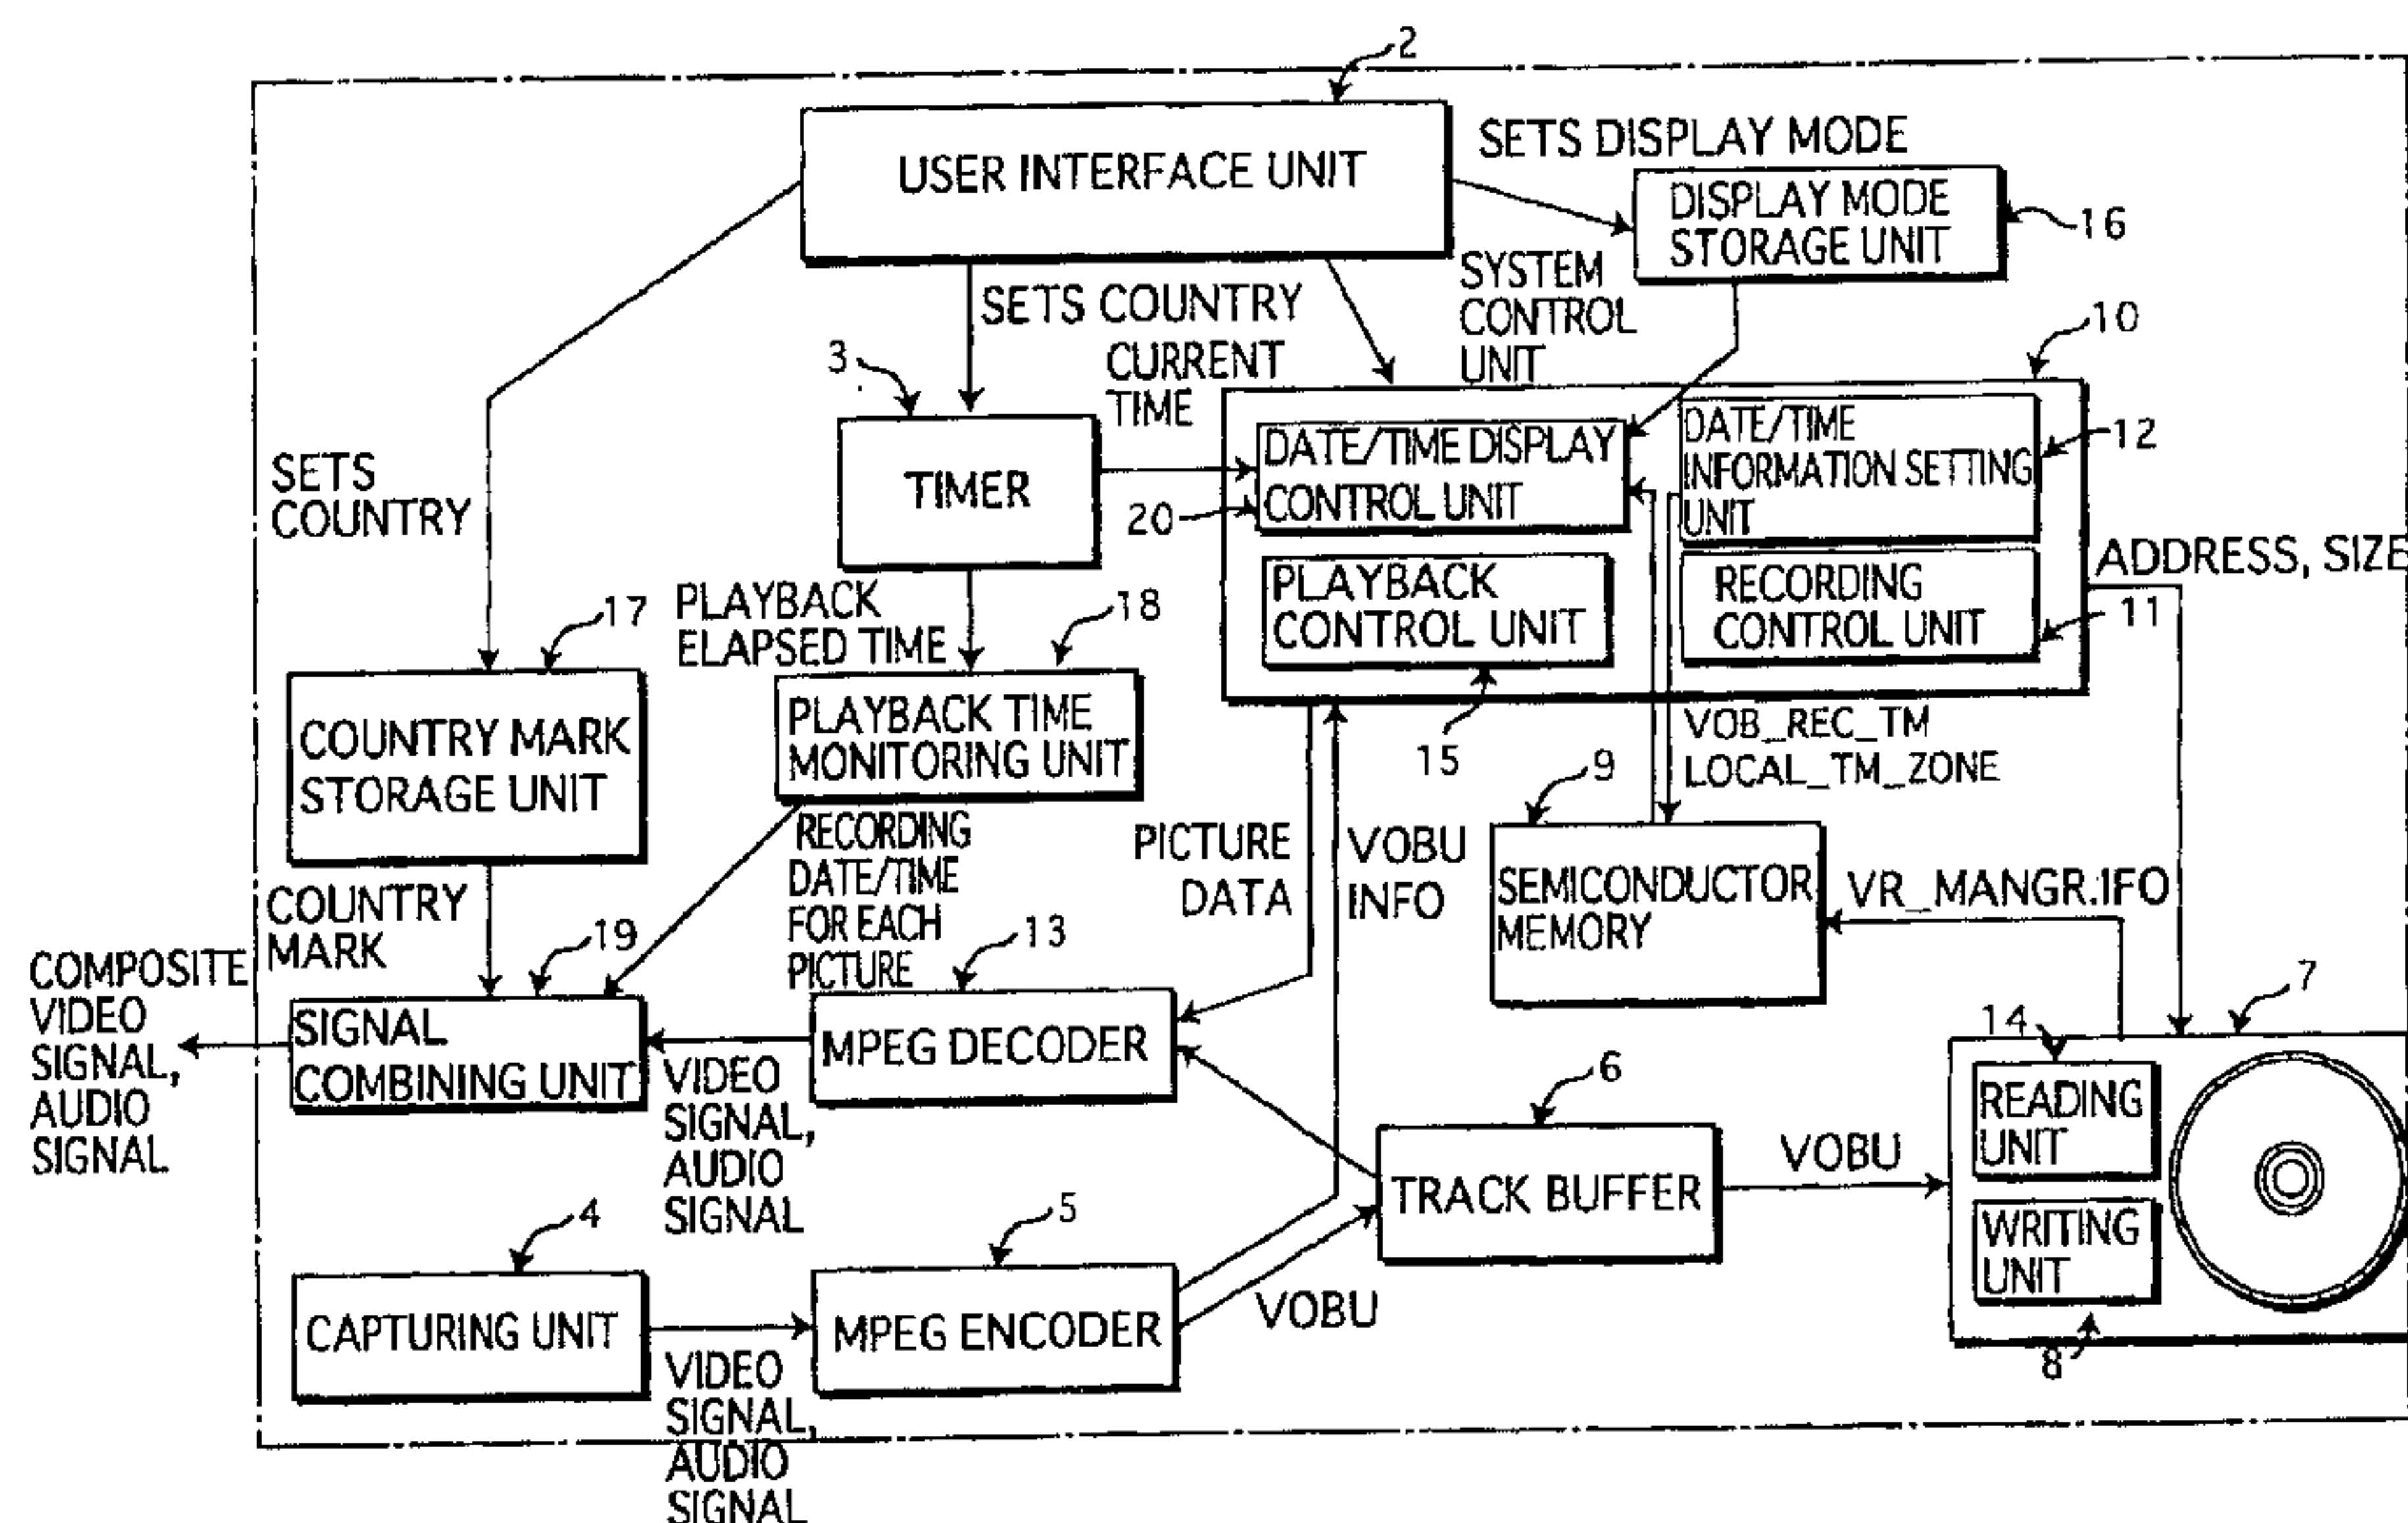 2
USER INTERFACE UNIT
SETS DISPLAY MODE
DISPLAY MODE
STORAGE UNIT
16
SYSTEM
CONTROL
UNIT
SETS COUNTRY
CURRENT
TIME
3
TIMER
10
DATE/TIME DISPLAY
CONTROL UNIT
20
DATE/TIME
INFORMATION SETTING
UNIT
12
SETS
COUNTRY
PLAYBACK
CONTROL UNIT
15
RECORDING
CONTROL UNIT
11
ADDRESS, SIZE
17
PLAYBACK
ELAPSED TIME
18
COUNTRY MARK
STORAGE UNIT
PLAYBACK TIME
MONITORING UNIT
VOB_REC_TM
LOCAL_TM_ZONE
9
SEMICONDUCTOR
MEMORY
VR_MANGR.IFO
PICTURE
DATA
VOBU
INFO
RECORDING
DATE/TIME
FOR EACH
PICTURE
COUNTRY
MARK
19
13
COMPOSITE
VIDEO
SIGNAL,
AUDIO
SIGNAL
SIGNAL
COMBINING UNIT
MPEG DECODER
VIDEO
SIGNAL,
AUDIO
SIGNAL
6
TRACK BUFFER
VOBU
7
14
READING
UNIT
WRITING
UNIT
8
4
CAPTURING UNIT
5
MPEG ENCODER
VOBU
VIDEO
SIGNAL,
AUDIO
SIGNAL